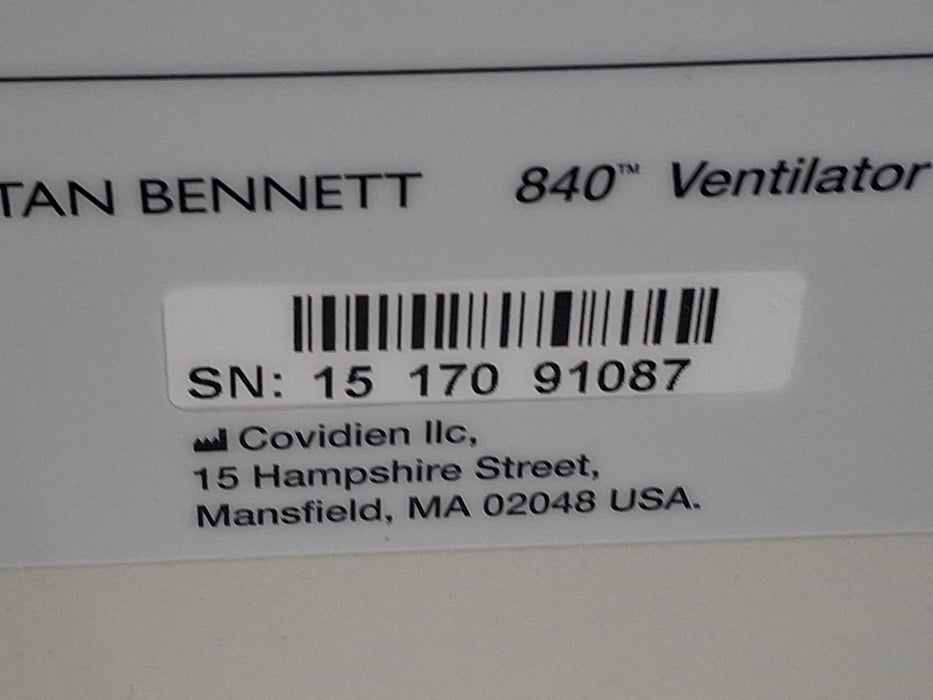 TAN BENNETT 840™ Ventilator
SN: 15 170 91087
Covidien llc,
15 Hampshire Street,
Mansfield, MA 02048 USA.